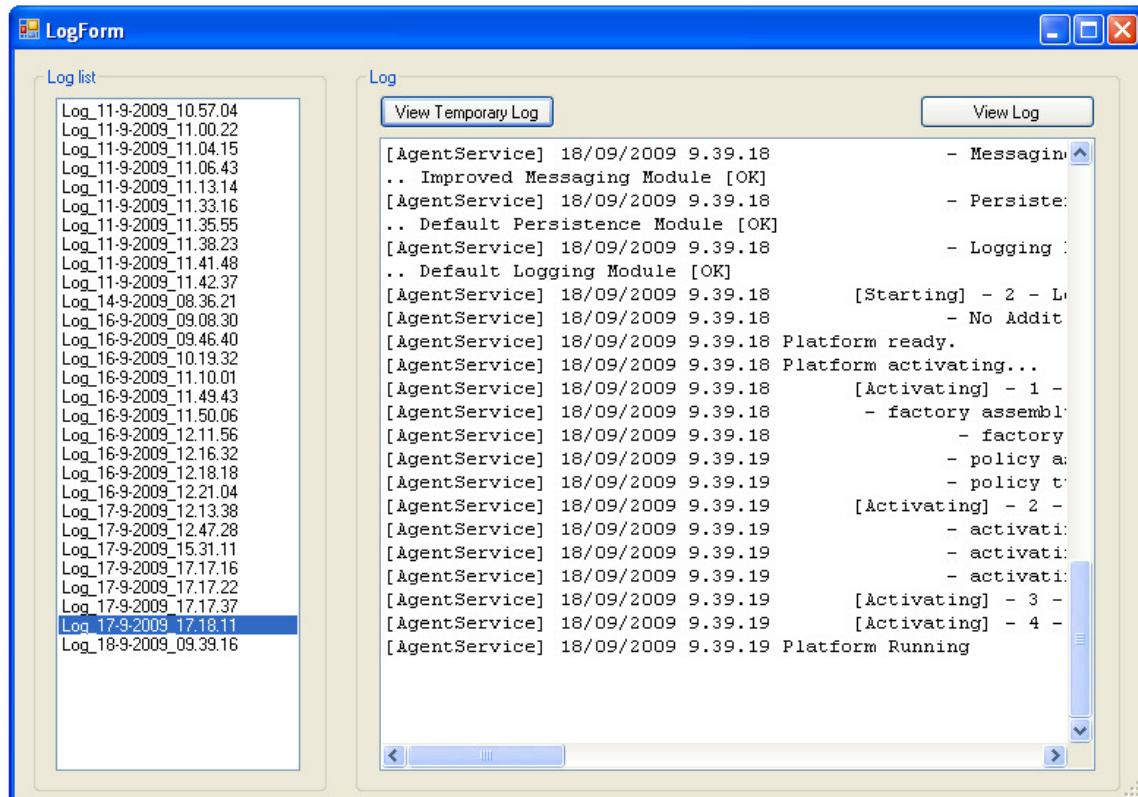 LogForm
Log list
Log_11-9-2009_10.57.04
Log_11-9-2009_11.00.22
Log_11-9-2009_11.04.15
Log_11-9-2009_11.06.43
Log_11-9-2009_11.13.14
Log_11-9-2009_11.33.16
Log_11-9-2009_11.35.55
Log_11-9-2009_11.38.23
Log_11-9-2009_11.41.48
Log_11-9-2009_11.42.37
Log_14-9-2009_08.36.21
Log_16-9-2009_09.08.30
Log_16-9-2009_09.46.40
Log_16-9-2009_10.19.32
Log_16-9-2009_11.10.01
Log_16-9-2009_11.49.43
Log_16-9-2009_11.50.06
Log_16-9-2009_12.11.56
Log_16-9-2009_12.16.32
Log_16-9-2009_12.18.18
Log_16-9-2009_12.21.04
Log_17-9-2009_12.13.38
Log_17-9-2009_12.47.28
Log_17-9-2009_15.31.11
Log_17-9-2009_17.17.16
Log_17-9-2009_17.17.22
Log_17-9-2009_17.17.37
Log_17-9-2009_17.18.11
Log_18-9-2009_09.39.16
Log
View Temporary Log
View Log
[AgentService] 18/09/2009 9.39.18 - Messagin
.. Improved Messaging Module [OK]
[AgentService] 18/09/2009 9.39.18 - Persiste
.. Default Persistence Module [OK]
[AgentService] 18/09/2009 9.39.18 - Logging
.. Default Logging Module [OK]
[AgentService] 18/09/2009 9.39.18 [Starting] - 2 - L
[AgentService] 18/09/2009 9.39.18 - No Addit
[AgentService] 18/09/2009 9.39.18 Platform ready.
[AgentService] 18/09/2009 9.39.18 Platform activating...
[AgentService] 18/09/2009 9.39.18 [Activating] - 1 -
[AgentService] 18/09/2009 9.39.18 - factory assembl
[AgentService] 18/09/2009 9.39.18 - factory
[AgentService] 18/09/2009 9.39.19 - policy a
[AgentService] 18/09/2009 9.39.19 - policy t
[AgentService] 18/09/2009 9.39.19 [Activating] - 2 -
[AgentService] 18/09/2009 9.39.19 - activati
[AgentService] 18/09/2009 9.39.19 - activati
[AgentService] 18/09/2009 9.39.19 - activati
[AgentService] 18/09/2009 9.39.19 [Activating] - 3 -
[AgentService] 18/09/2009 9.39.19 [Activating] - 4 -
[AgentService] 18/09/2009 9.39.19 Platform Running